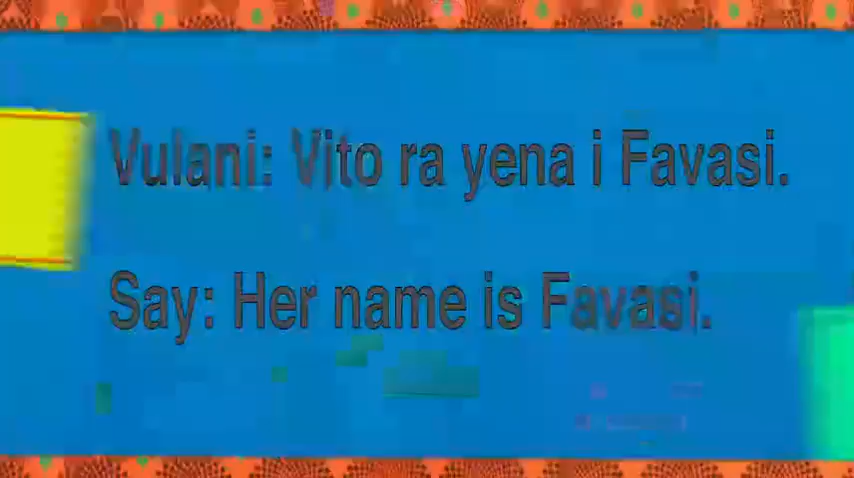 Vulani: Vito ra yena i Favasi.
Say: Her name is Favasi.